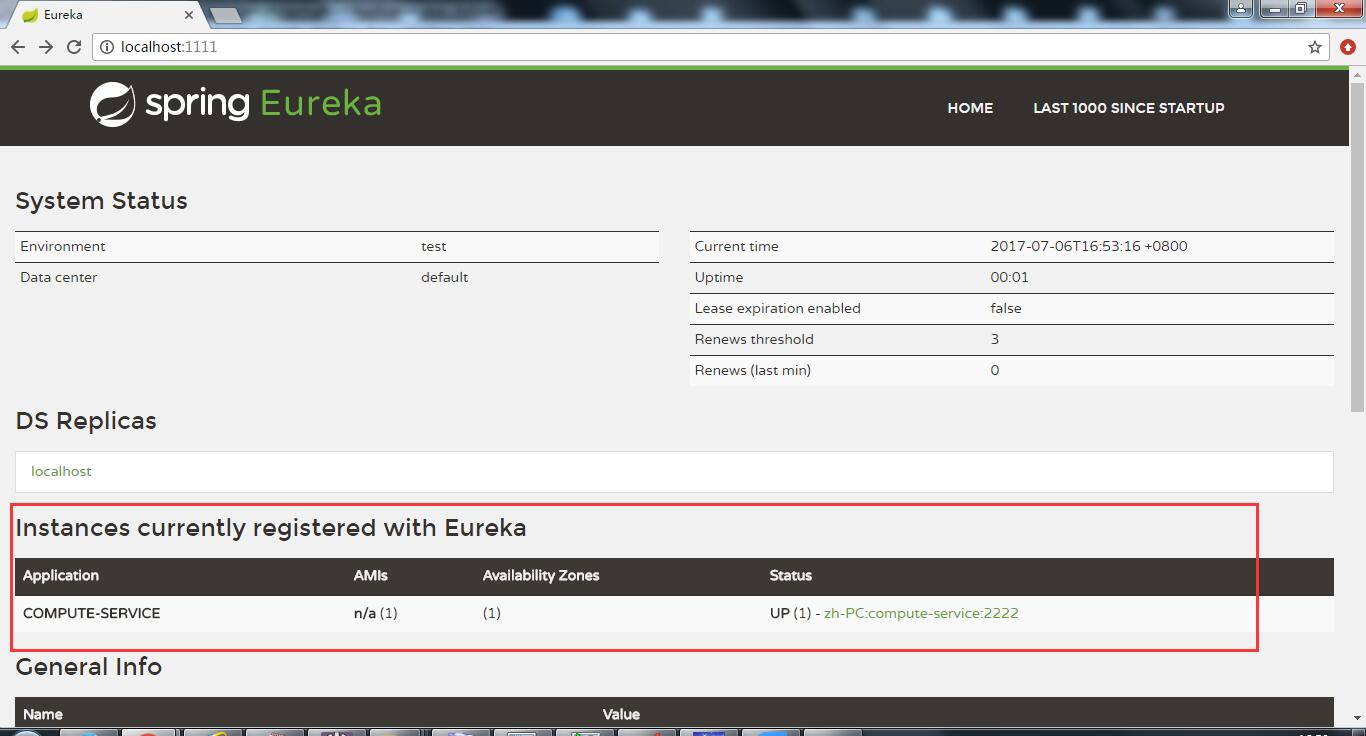 Eureka
localhost:1111
spring Eureka
HOME LAST 1000 SINCE STARTUP
System Status
Environment test
Data center default
Current time 2017-07-06T16:53:16 +0800
Uptime 00:01
Lease expiration enabled false
Renews threshold 3
Renews (last min) 0
DS Replicas
localhost
Instances currently registered with Eureka
Application AMIs Availability Zones Status
COMPUTE-SERVICE n/a (1) (1) UP (1) - zh-PC:compute-service:2222
General Info
Name Value